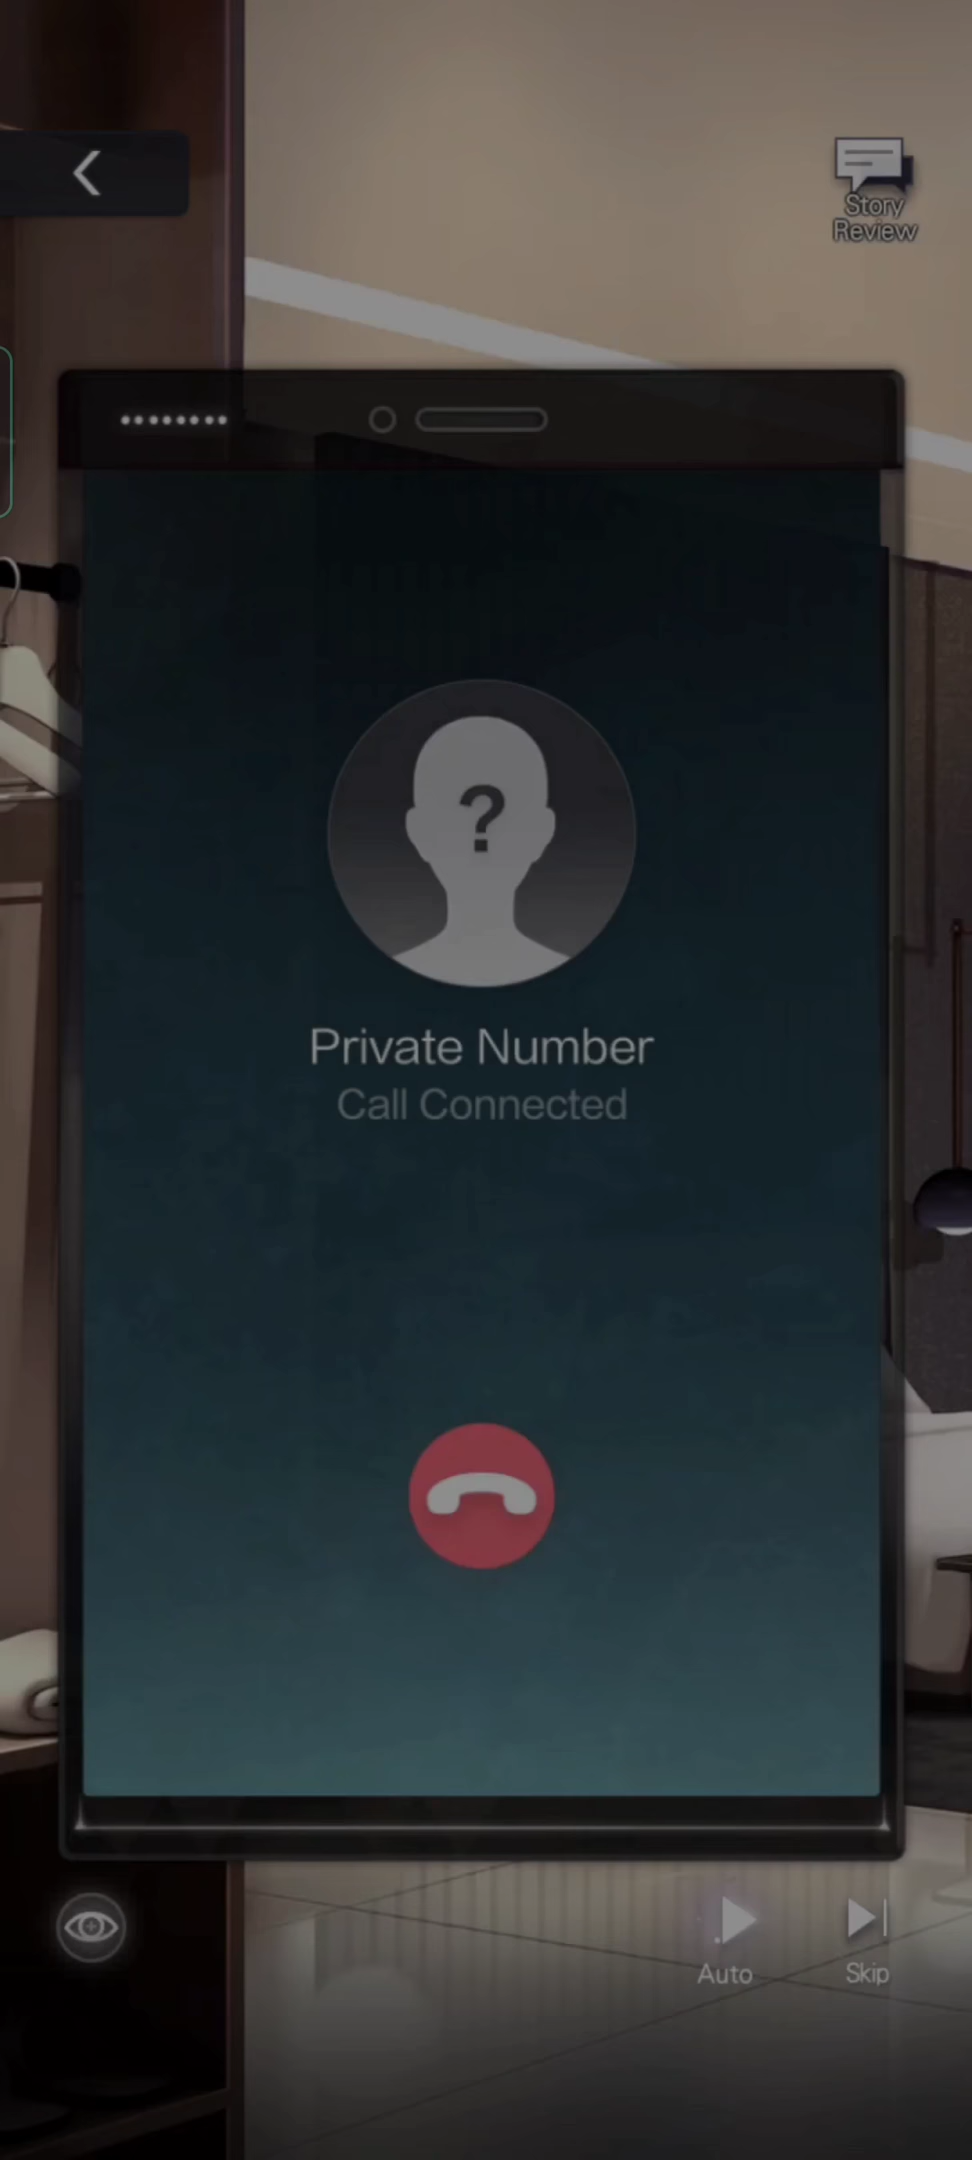 Story
Review
Private Number
Call Connected
Auto
Skip